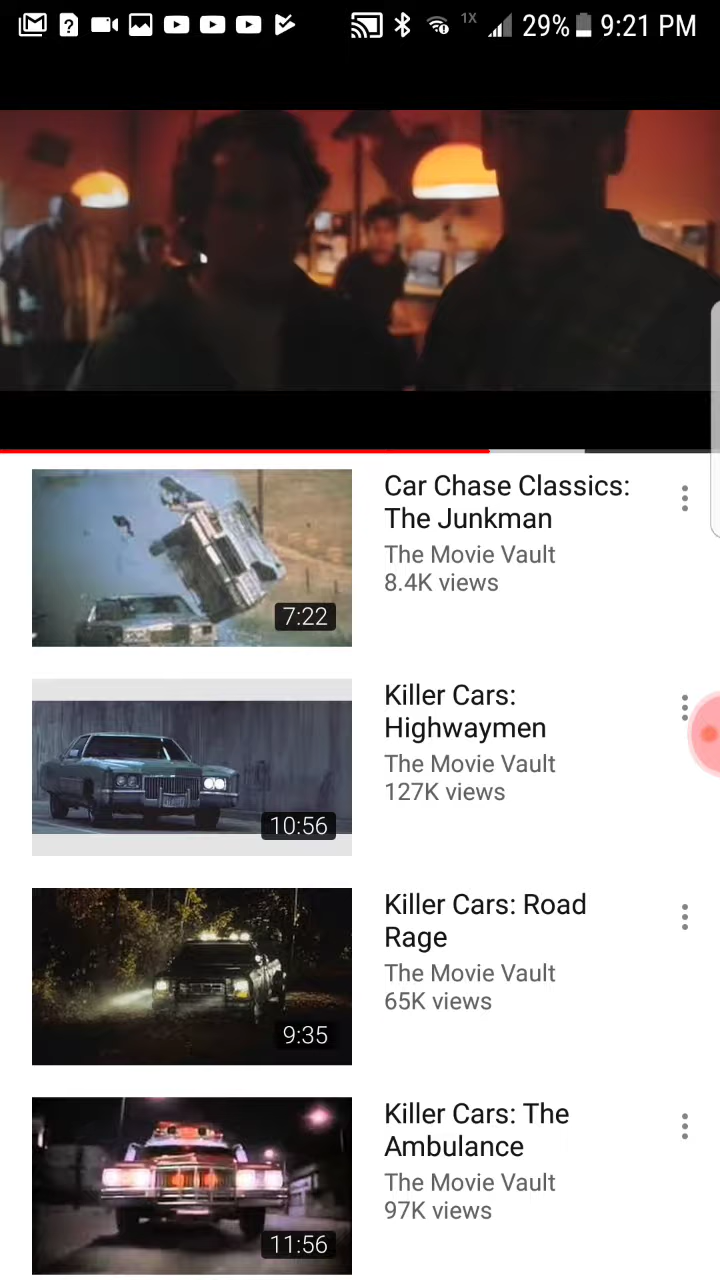 1X 29% 9:21 PM
Car Chase Classics:
The Junkman
The Movie Vault
8.4K views
7:22
Killer Cars:
Highwaymen
The Movie Vault
127K views
10:56
Killer Cars: Road
Rage
The Movie Vault
65K views
9:35
Killer Cars: The
Ambulance
The Movie Vault
97K views
11:56